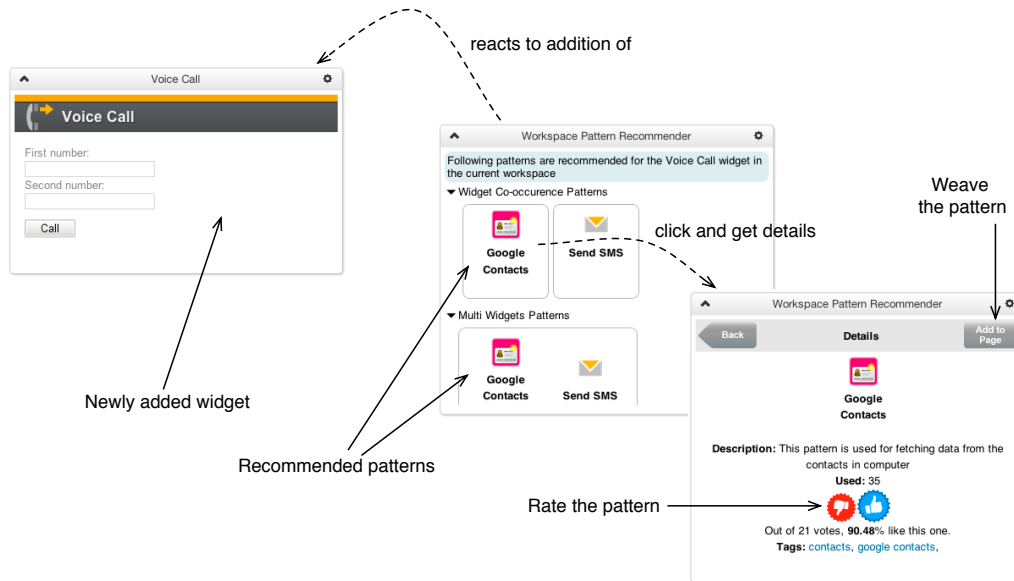 reacts to addition of
Voice Call
Voice Call
First number:
Second number:
Call
Newly added widget
Workspace Pattern Recommender
Following patterns are recommended for the Voice Call widget in
the current workspace
Widget Co-occurence Patterns
Google
Contacts
Send SMS
Multi Widgets Patterns
Google
Contacts
Send SMS
Recommended patterns
click and get details
Weave
the pattern
Workspace Pattern Recommender
Back
Details
Add to
Page
Google
Contacts
Description: This pattern is used for fetching data from the
contacts in computer
Used: 35
Rate the pattern
Out of 21 votes, 90.48% like this one.
Tags: contacts, google contacts,